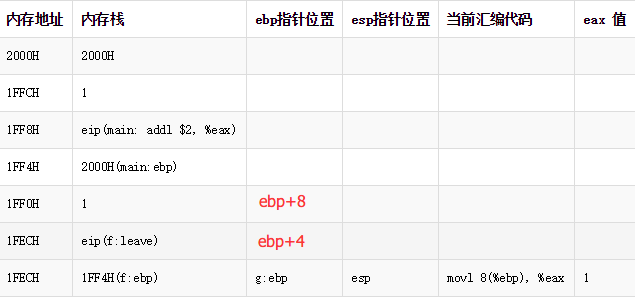 内存地址 内存栈 ebp指针位置 esp指针位置 当前汇编代码 eax 值
2000H 2000H
1FFCH 1
1FF8H eip(main: addl $2, %eax)
1FF4H 2000H(main:ebp)
1FF0H 1 ebp+8
1FECH eip(f:leave) ebp+4
1FECH 1FF4H(f:ebp) g:ebp esp movl 8(%ebp), %eax 1